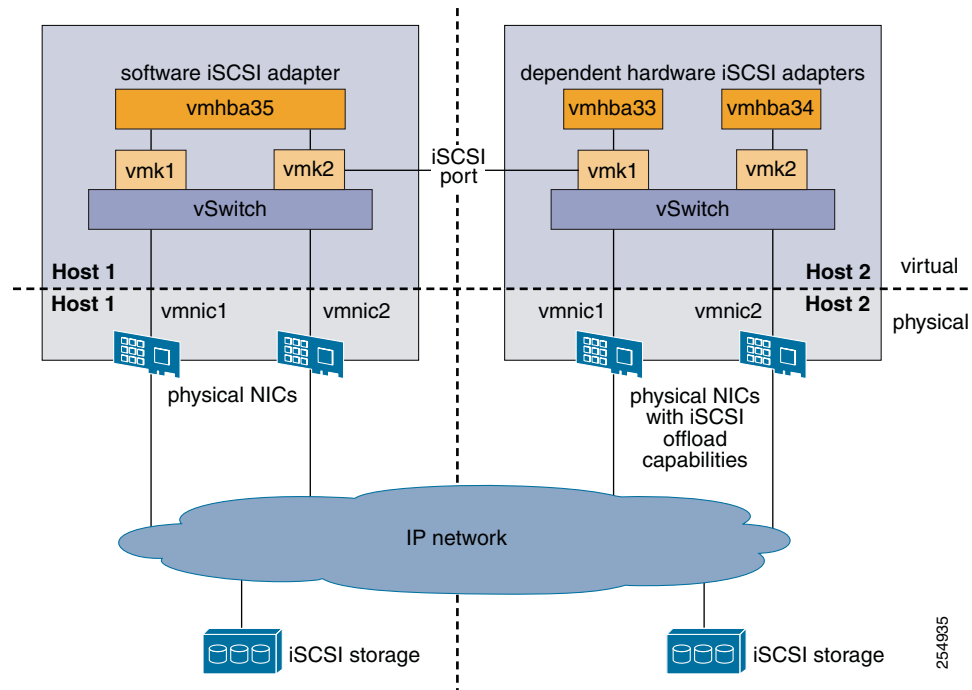 software iSCSI adapter
vmhba35
vmk1
vmk2
vSwitch
Host 1
Host 1
vmnic1
vmnic2
physical NICs
iSCSI
port
dependent hardware iSCSI adapters
vmhba33
vmhba34
vmk1
vmk2
vSwitch
Host 2
Host 2
virtual
physical
vmnic1
vmnic2
physical NICs
with iSCSI
offload
capabilities
IP network
iSCSI storage
iSCSI storage
254935